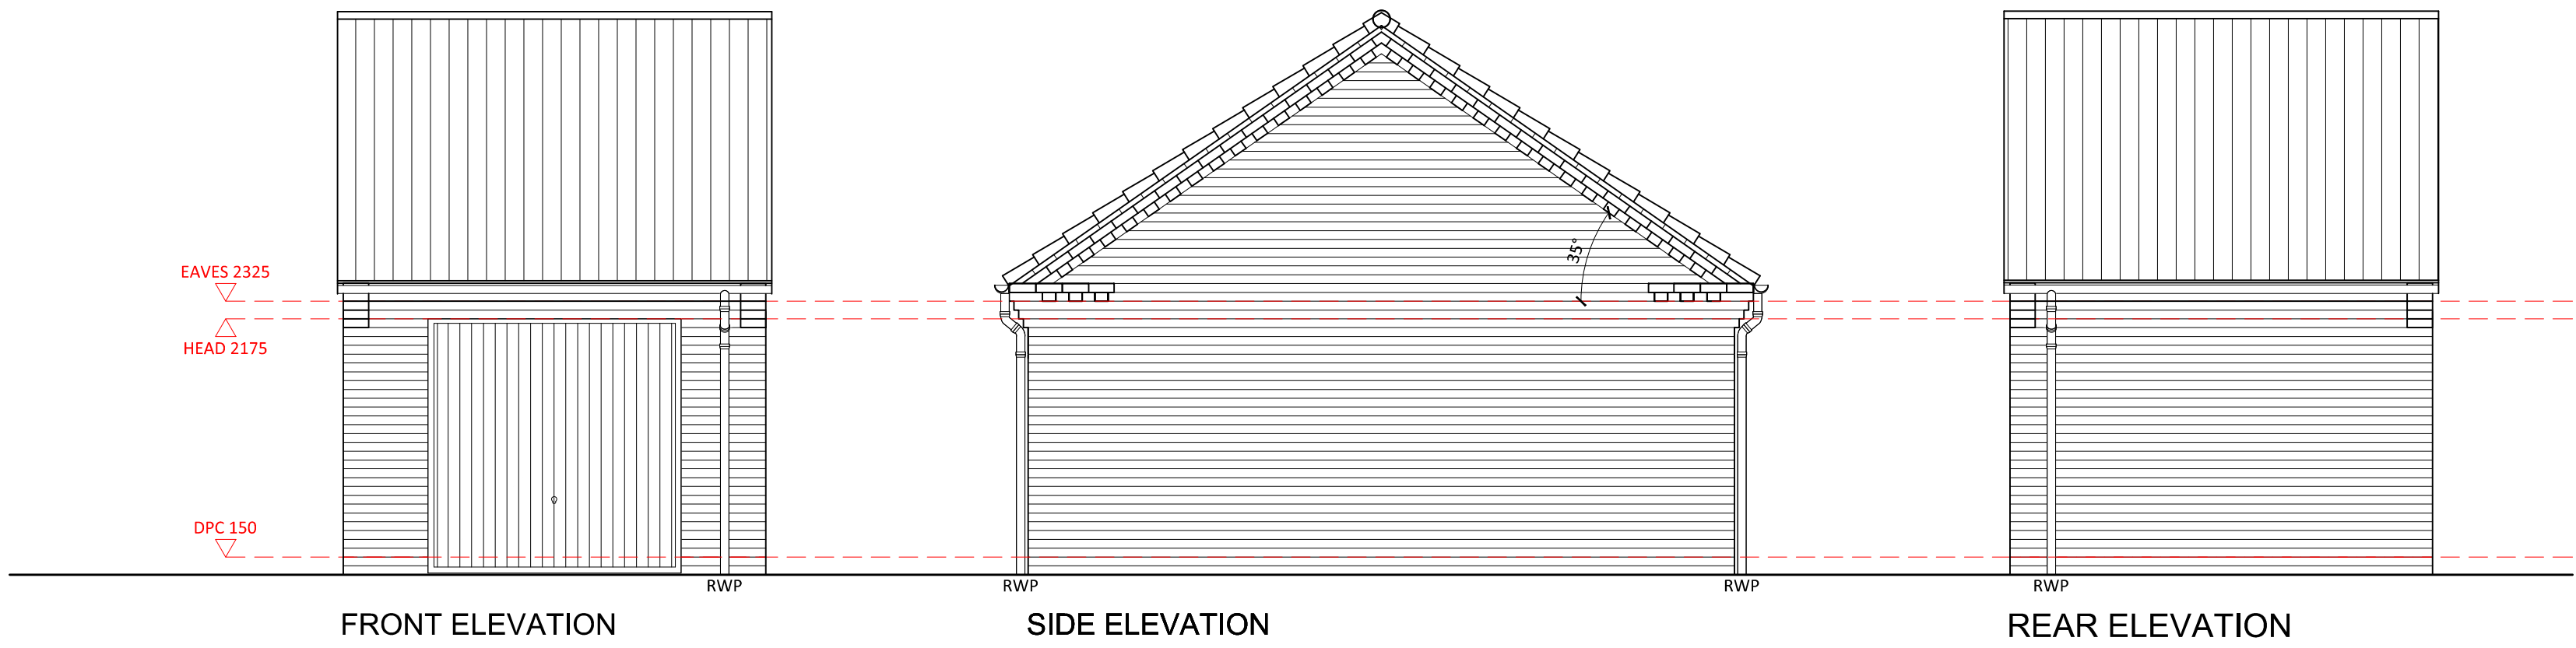 EAVES 2325
HEAD 2175
35°
DPC 150
RWP
RWP
RWP
RWP
FRONT ELEVATION
SIDE ELEVATION
REAR ELEVATION